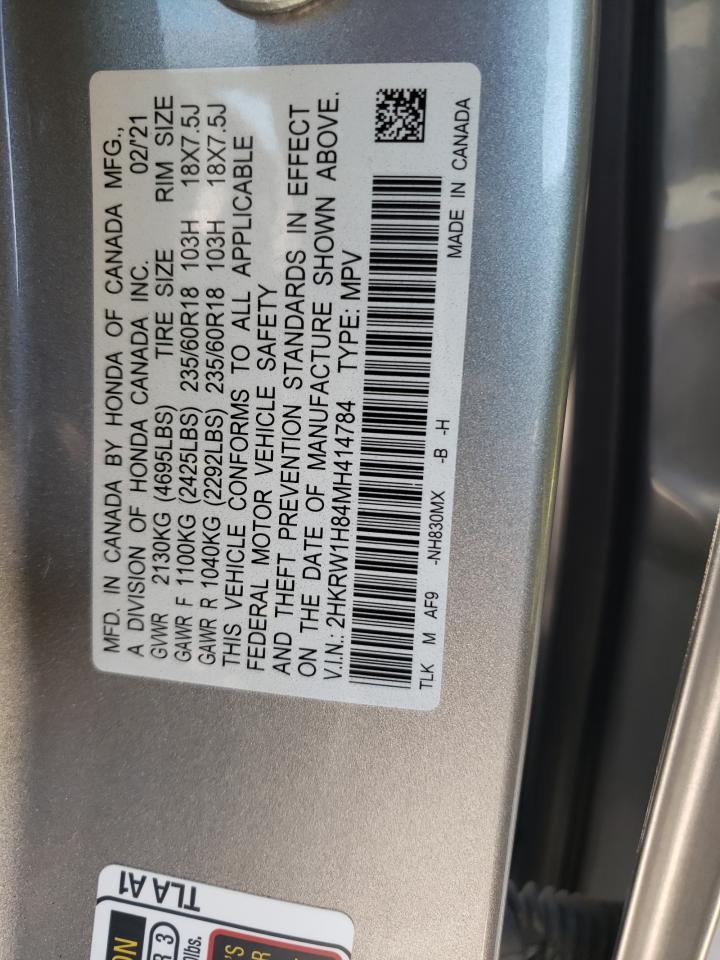 MFD. IN CANADA BY HONDA OF CANADA MFG.,
A DIVISION OF HONDA CANADA INC. 02/'21
GVWR 2130KG (4695LBS) TIRE SIZE RIM SIZE
GAWR F 1100KG (2425LBS) 235/60R18 103H 18X7.5J
GAWR R 1040KG (2292LBS) 235/60R18 103H 18X7.5J
THIS VEHICLE CONFORMS TO ALL APPLICABLE
FEDERAL MOTOR VEHICLE SAFETY
AND THEFT PREVENTION STANDARDS IN EFFECT
ON THE DATE OF MANUFACTURE SHOWN ABOVE.
V.I.N.: 2HKRW1H84MH414784 TYPE: MPV
TLK M AF9 -NH830MX -B -H
MADE IN CANADA
TLA A1
ON
R 3
lbs.
'S
R